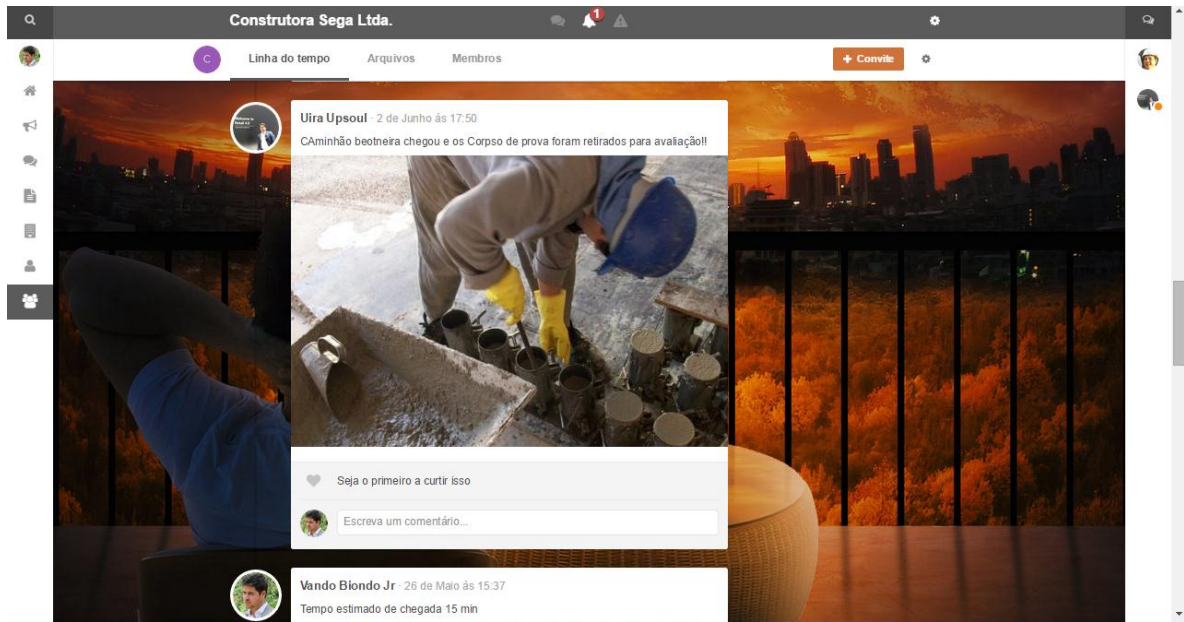 Construtora Sega Ltda.
1
C
Linha do tempo
Arquivos
Membros
+ Convite
Uira Upsoul · 2 de Junho ás 17:50
CAminhão beotneira chegou e os Corpso de prova foram retirados para avaliação!!
Seja o primeiro a curtir isso
Escreva um comentário...
Vando Biondo Jr · 26 de Maio ás 15:37
Tempo estimado de chegada 15 min